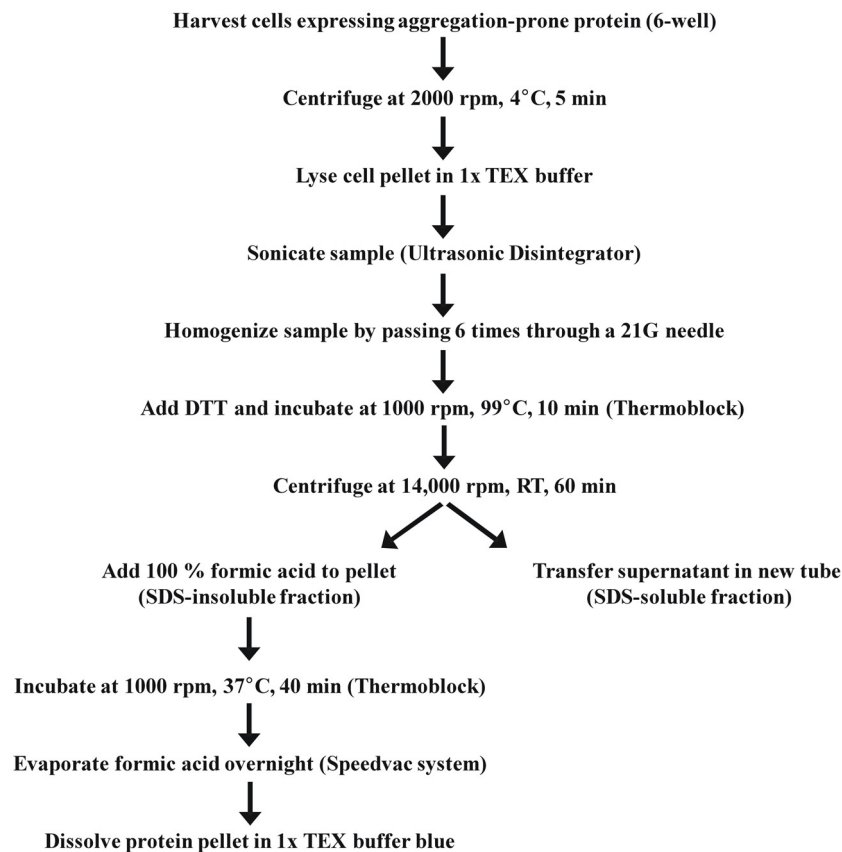 Harvest cells expressing aggregation-prone protein (6-well)
Centrifuge at 2000 rpm, 4°C, 5 min
Lyse cell pellet in 1x TEX buffer
Sonicate sample (Ultrasonic Disintegrator)
Homogenize sample by passing 6 times through a 21G needle
Add DTT and incubate at 1000 rpm, 99°C, 10 min (Thermoblock)
Centrifuge at 14,000 rpm, RT, 60 min
Add 100 % formic acid to pellet
(SDS-insoluble fraction)
Transfer supernatant in new tube
(SDS-soluble fraction)
Incubate at 1000 rpm, 37°C, 40 min (Thermoblock)
Evaporate formic acid overnight (Speedvac system)
Dissolve protein pellet in 1x TEX buffer blue